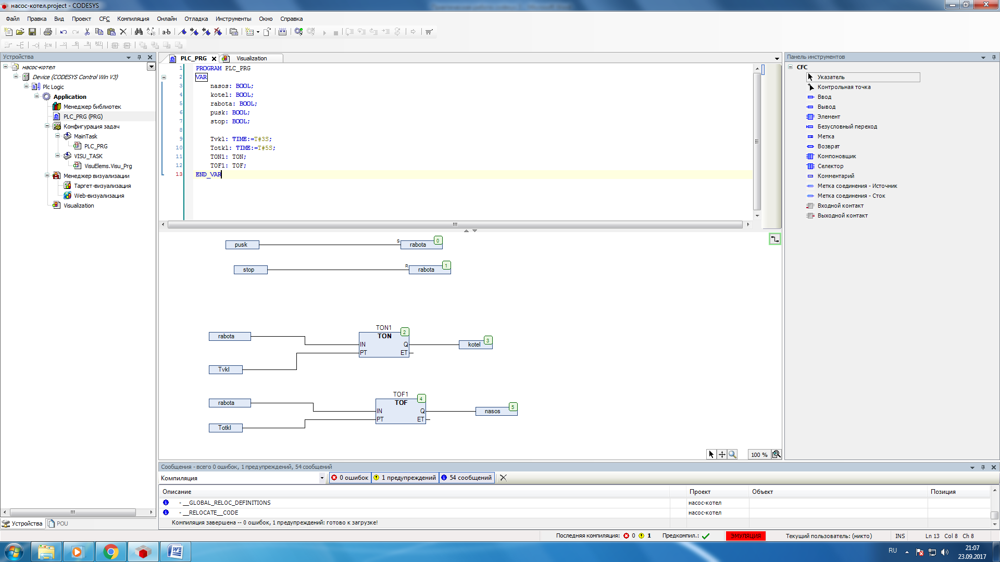 насос-котел.project - CODESYS
Файл Правка Вид Проект CFC Компиляция Онлайн Отладка Инструменты Окно Справка
Устройства
насос-котел
Device (CODESYS Control Win V3)
Plc Logic
Application
Менеджер библиотек
PLC_PRG (PRG)
Конфигурация задач
MainTask
PLC_PRG
VISU_TASK
VisuElems.Visu_Prg
Менеджер визуализации
Таргет-визуализация
Web-визуализация
Visualization
Устройства POU
PLC_PRG Visualization
1 PROGRAM PLC_PRG
2 VAR
3 nasos: BOOL;
4 kotel: BOOL;
5 rabota: BOOL;
6 pusk: BOOL;
7 stop: BOOL;
8
9 Tvkl: TIME:=T#3S;
10 Totkl: TIME:=T#5S;
11 TON1: TON;
12 TOF1: TOF;
13 END_VAR
pusk S rabota 0
stop R rabota 1
TON1
rabota TON 2
IN Q kotel 3
PT ET
Tvkl
TOF1
rabota TOF 4
IN Q nasos 5
PT ET
Totkl
100 %
Панель инструментов
CFC
Указатель
Контрольная точка
Ввод
Вывод
Элемент
Безусловный переход
Метка
Возврат
Компоновщик
Селектор
Комментарий
Метка соединения - Источник
Метка соединения - Сток
Входной контакт
Выходной контакт
Сообщения - всего 0 ошибок, 1 предупреждений, 54 сообщений
Компиляция 0 ошибок 1 предупреждений 54 сообщений
Описание Проект Объект Позиция
- __GLOBAL_RELOC_DEFINITIONS насос-котел
- __RELOCATE__CODE насос-котел
Компиляция завершена -- 0 ошибок, 1 предупреждений: готово к загрузке!
Последняя компиляция: 0 1 Предкомпил.: ЭМУЛЯЦИЯ Текущий пользователь: (никто) INS Ln 13 Col 8 Ch 8
RU 21:07
23.09.2017